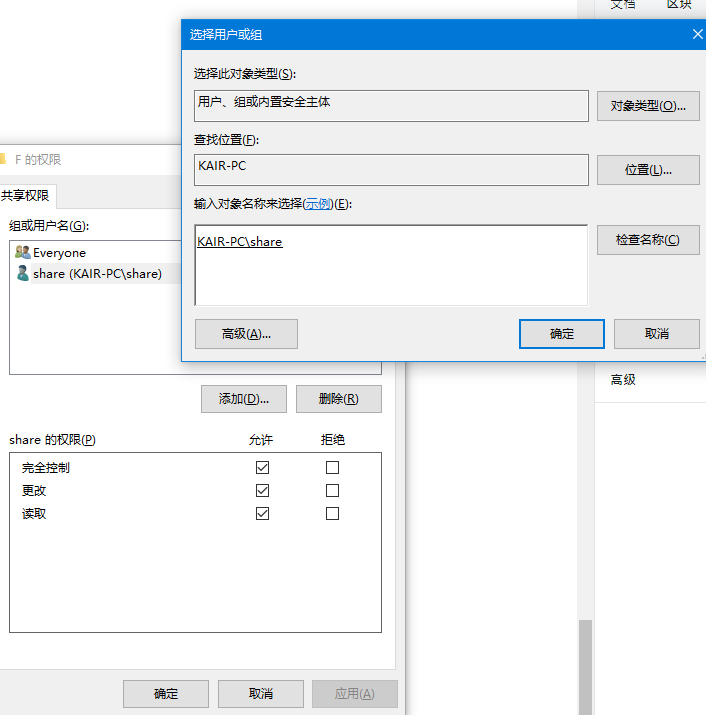 文档
区块
选择用户或组
选择此对象类型(S):
用户、组或内置安全主体
对象类型(O)...
查找位置(F):
KAIR-PC
位置(L)...
输入对象名称来选择(示例)(E):
KAIR-PC\share
检查名称(C)
高级(A)...
确定
取消
F 的权限
共享权限
组或用户名(G):
Everyone
share (KAIR-PC\share)
添加(D)...
删除(R)
share 的权限(P)
允许
拒绝
完全控制
更改
读取
确定
取消
应用(A)
高级